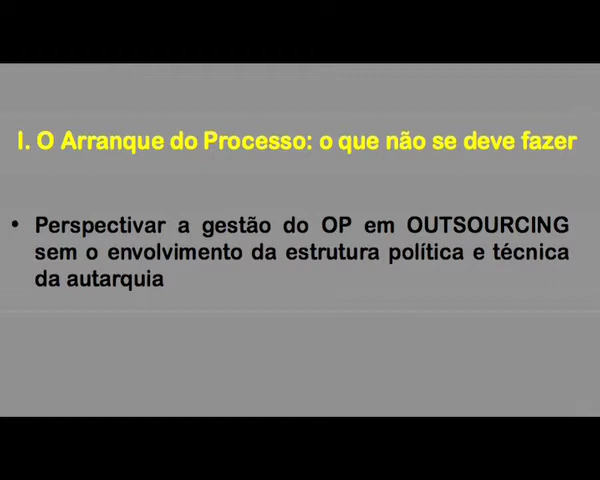 I. O Arranque do Processo: o que não se deve fazer
• Perspectivar a gestão do OP em OUTSOURCING
sem o envolvimento da estrutura política e técnica
da autarquia